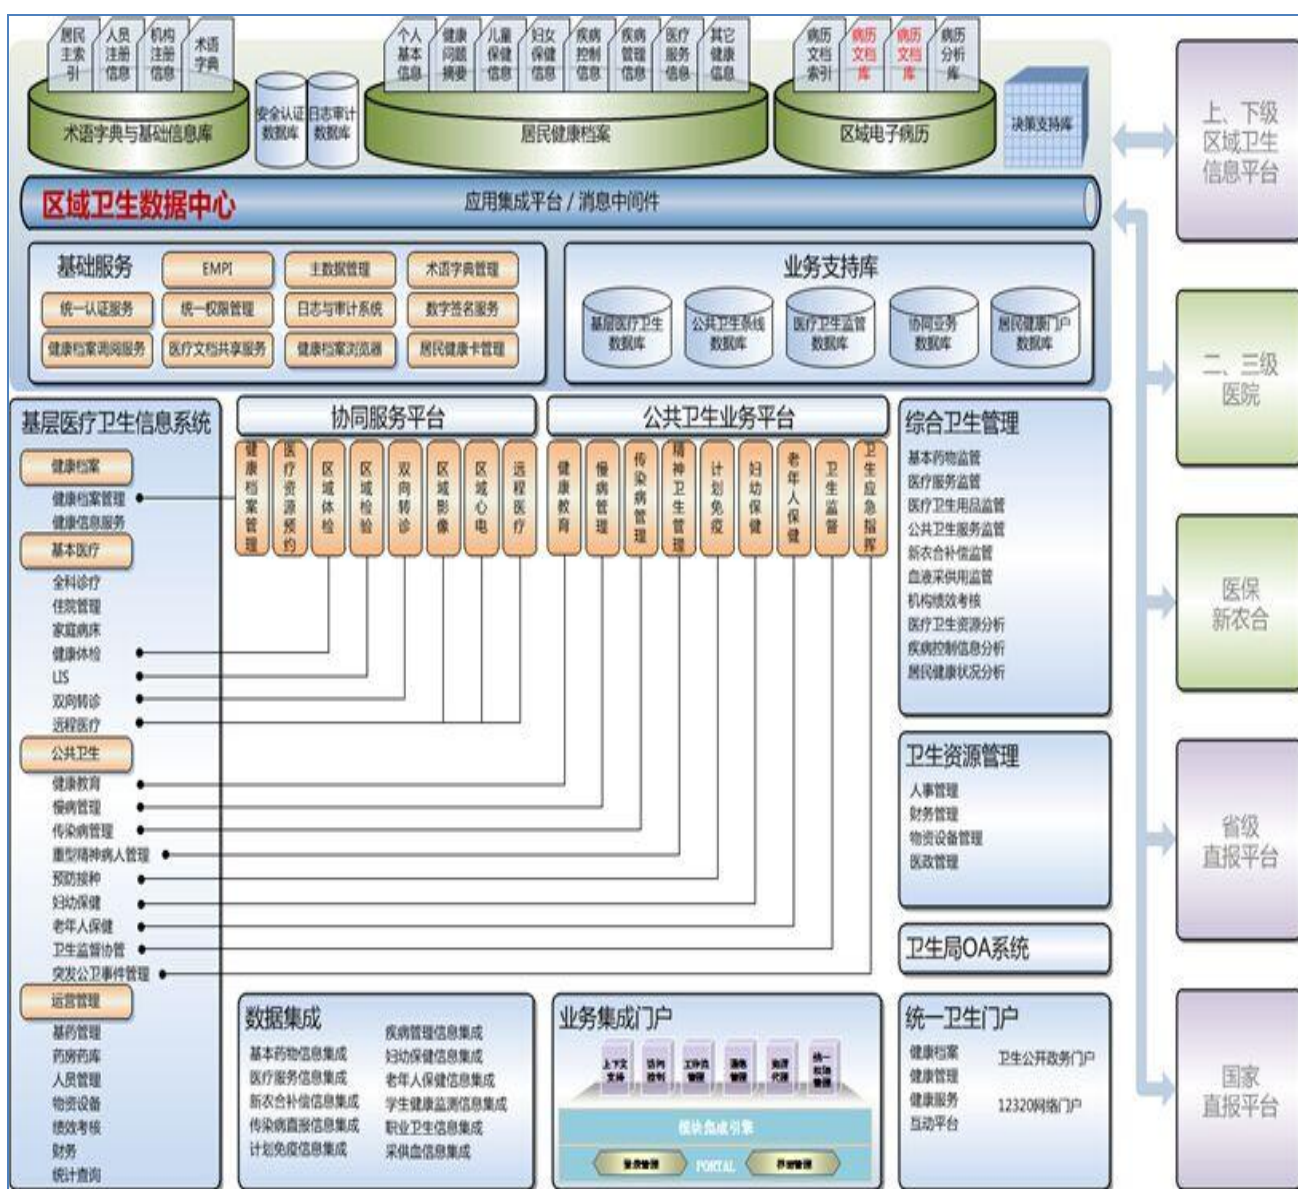 居民
主索
引
人员
注册
信息
机构
注册
信息
术语
字典
术语字典与基础信息库
安全认证
数据库
日志审计
数据库
个人
基本
信息
健康
问题
摘要
儿童
保健
信息
妇女
保健
信息
疾病
控制
信息
疾病
管理
信息
医疗
服务
信息
其它
健康
信息
居民健康档案
病历
文档
索引
病历
文档
库
病历
文档
库
病历
分析
库
区域电子病历
决策支持库
区域卫生数据中心
应用集成平台 / 消息中间件
基础服务
EMPI
主数据管理
术语字典管理
统一认证服务
统一权限管理
日志与审计系统
数字签名服务
健康档案调阅服务
医疗文档共享服务
健康档案浏览器
居民健康卡管理
业务支持库
基层医疗卫生
数据库
公共卫生条线
数据库
医疗卫生监管
数据库
协同业务
数据库
居民健康门户
数据库
基层医疗卫生信息系统
健康档案
健康档案管理
健康信息服务
基本医疗
全科诊疗
住院管理
家庭病床
健康体检
LIS
双向转诊
远程医疗
公共卫生
健康教育
慢病管理
传染病管理
重型精神病人管理
预防接种
妇幼保健
老年人保健
卫生监督协管
突发公卫事件管理
运营管理
基药管理
药房药库
人员管理
物资设备
绩效考核
财务
统计查询
协同服务平台
健康档案管理
医疗资源预约
区域体检
区域检验
双向转诊
区域影像
区域心电
远程医疗
公共卫生业务平台
健康教育
慢病管理
传染病管理
精神卫生管理
计划免疫
妇幼保健
老年人保健
卫生监督
卫生应急指挥
数据集成
基本药物信息集成
医疗服务信息集成
新农合补偿信息集成
传染病直报信息集成
计划免疫信息集成
疾病管理信息集成
妇幼保健信息集成
老年人保健信息集成
学生健康监测信息集成
职业卫生信息集成
采供血信息集成
业务集成门户
上下文
支持
访问
控制
工作流
管理
管理
代理
统一
权限
管理
模块集成引擎
登录管理
PORTAL
界面管理
综合卫生管理
基本药物监管
医疗服务监管
医疗卫生用品监管
公共卫生服务监管
新农合补偿监管
血液采供用监管
机构绩效考核
医疗卫生资源分析
疾病控制信息分析
居民健康状况分析
卫生资源管理
人事管理
财务管理
物资设备管理
医政管理
卫生局OA系统
统一卫生门户
健康档案
健康管理
健康服务
互动平台
卫生公开政务门户
12320网络门户
上、下级
区域卫生
信息平台
二、三级
医院
医保
新农合
省级
直报平台
国家
直报平台